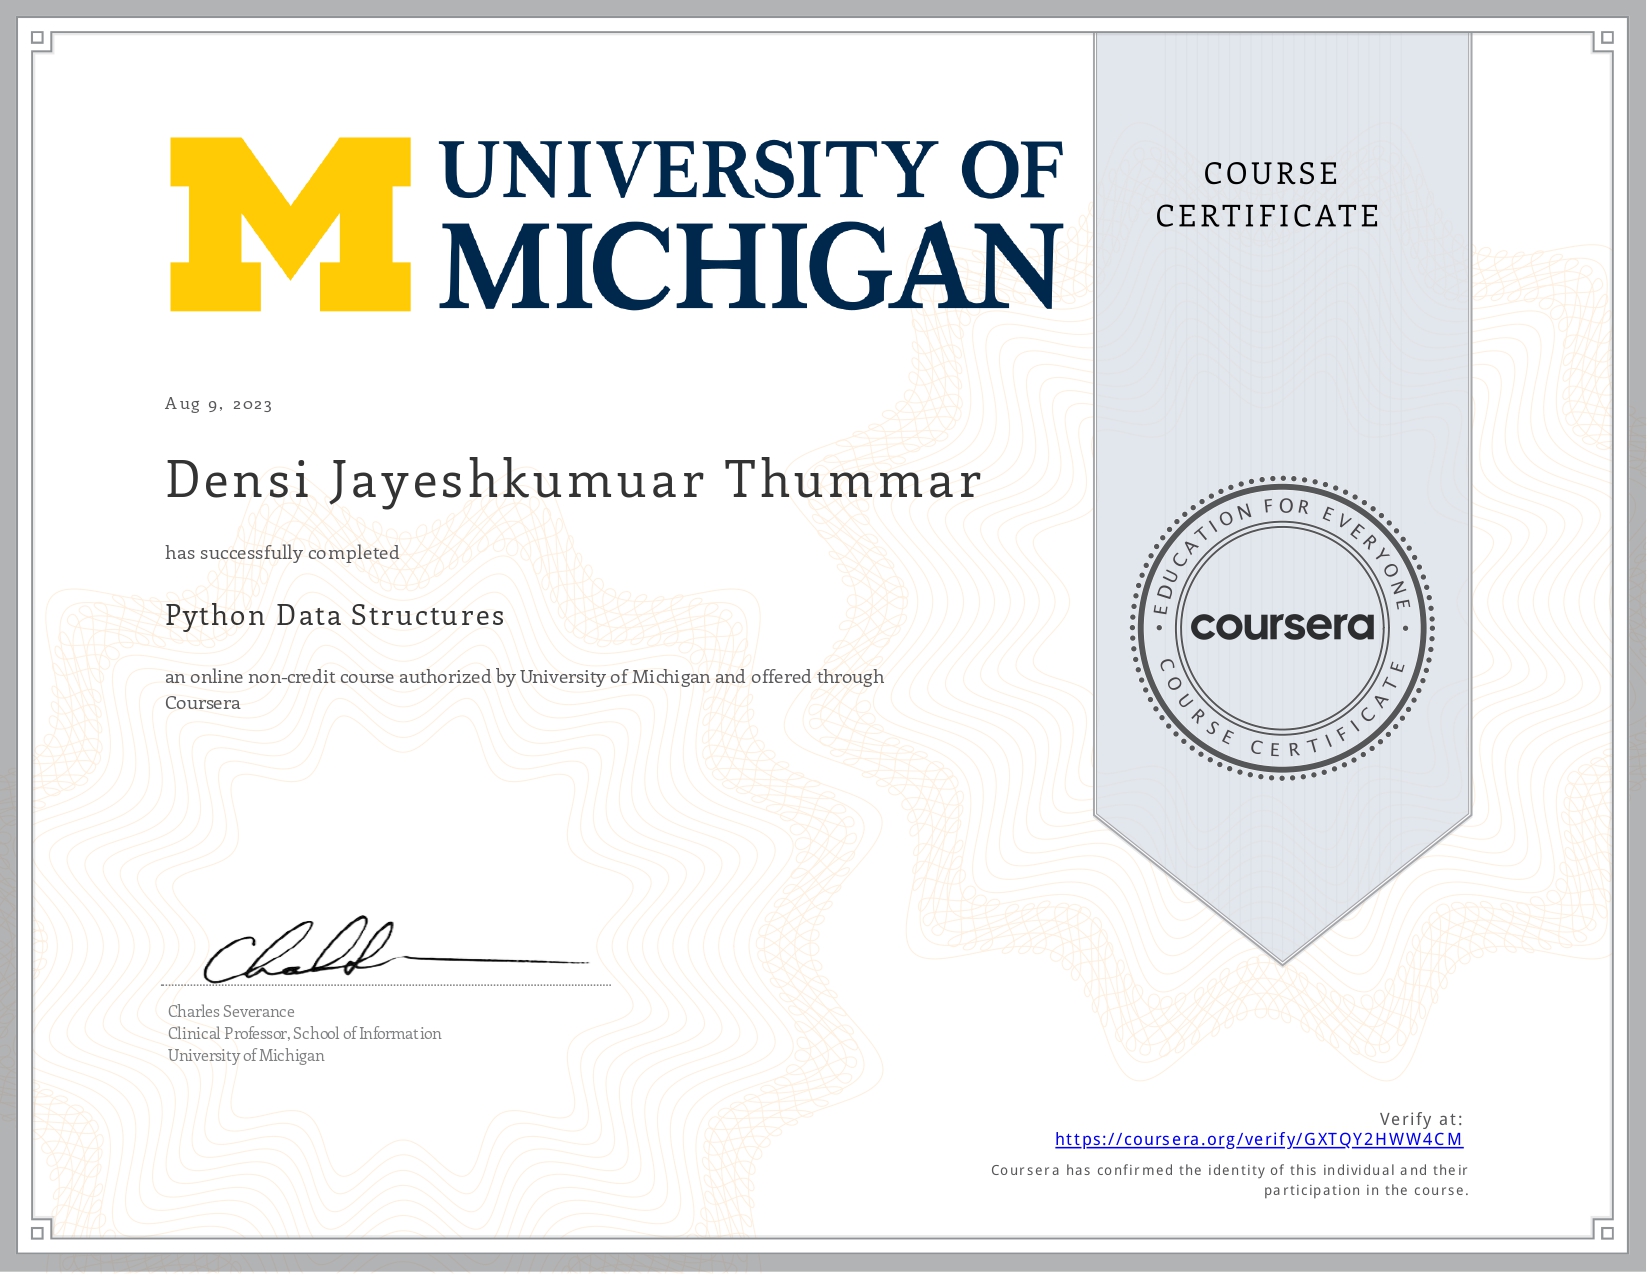 UNIVERSITY OF
MICHIGAN
COURSE
CERTIFICATE
Aug 9, 2023
Densi Jayeshkumuar Thummar
has successfully completed
Python Data Structures
an online non-credit course authorized by University of Michigan and offered through
Coursera
EDUCATION FOR EVERYONE
coursera
COURSE CERTIFICATE
Charles Severance
Clinical Professor, School of Information
University of Michigan
Verify at:
https://coursera.org/verify/GXTQY2HWW4CM
Coursera has confirmed the identity of this individual and their
participation in the course.